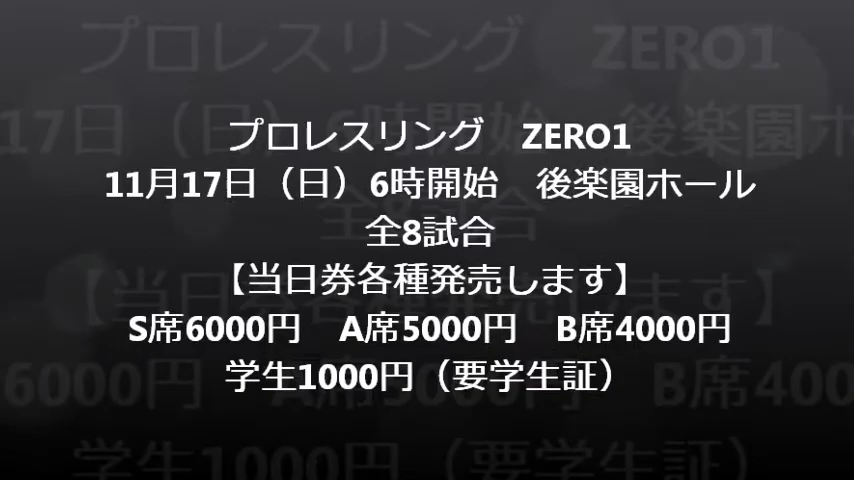 プロレスリング　ZERO1
11月17日（日）6時開始　後楽園ホール
全8試合
【当日券各種発売します】
S席6000円　A席5000円　B席4000円
学生1000円（要学生証）